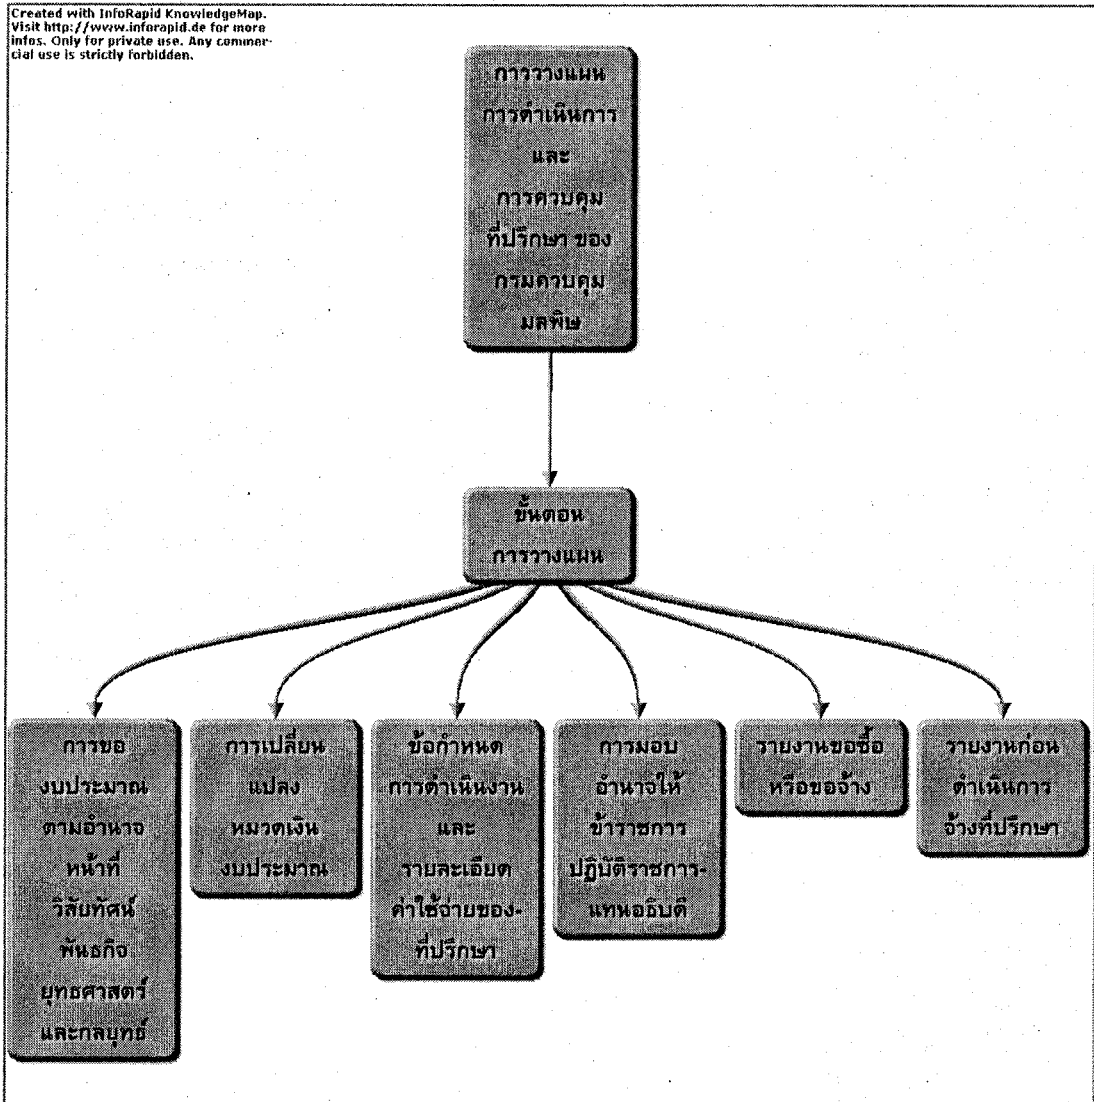 Created with InfoRapid KnowledgeMap.
Visit http://www.inforapid.de for more
infos. Only for private use. Any commer-
cial use is strictly forbidden.
การวางแผน
การดำเนินการ
และ
การควบคุม
ที่ปรึกษา ของ
กรมควบคุม
มลพิษ
ขั้นตอน
การวางแผน
การขอ
งบประมาณ
ตามอำนาจ
หน้าที่
วิสัยทัศน์
พันธกิจ
ยุทธศาสตร์
และกลยุทธ์
การเปลี่ยน
แปลง
หมวดเงิน
งบประมาณ
ข้อกำหนด
การดำเนินงาน
และ
รายละเอียด
ค่าใช้จ่ายของ-
ที่ปรึกษา
การมอบ
อำนาจให้
ข้าราชการ
ปฏิบัติราชการ-
แทนอธิบดี
รายงานขอซื้อ
หรือขอจ้าง
รายงานก่อน
ดำเนินการ
จ้างที่ปรึกษา